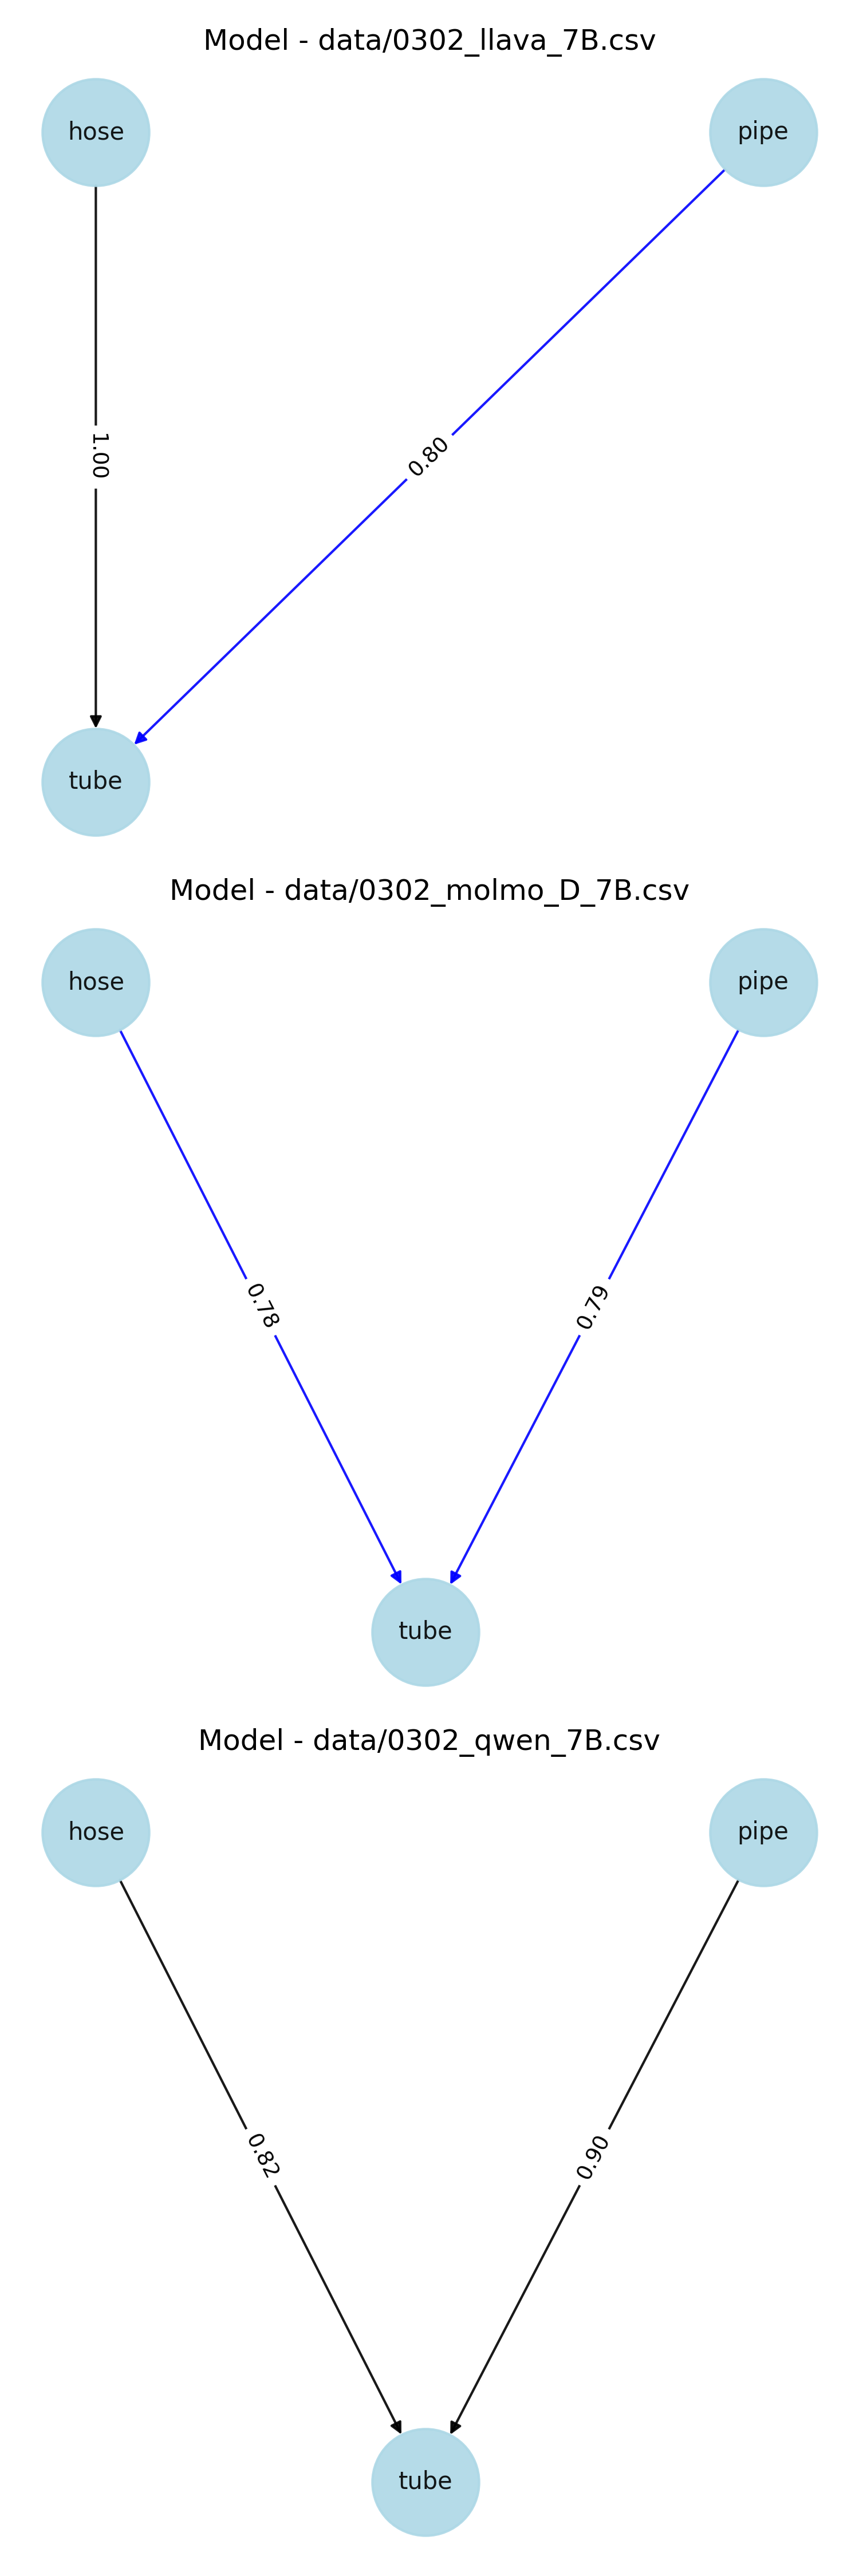 Model - data/0302_llava_7B.csv
hose
pipe
1.00
0.80
tube
Model - data/0302_molmo_D_7B.csv
hose
pipe
0.78
0.79
tube
Model - data/0302_qwen_7B.csv
hose
pipe
0.82
0.90
tube